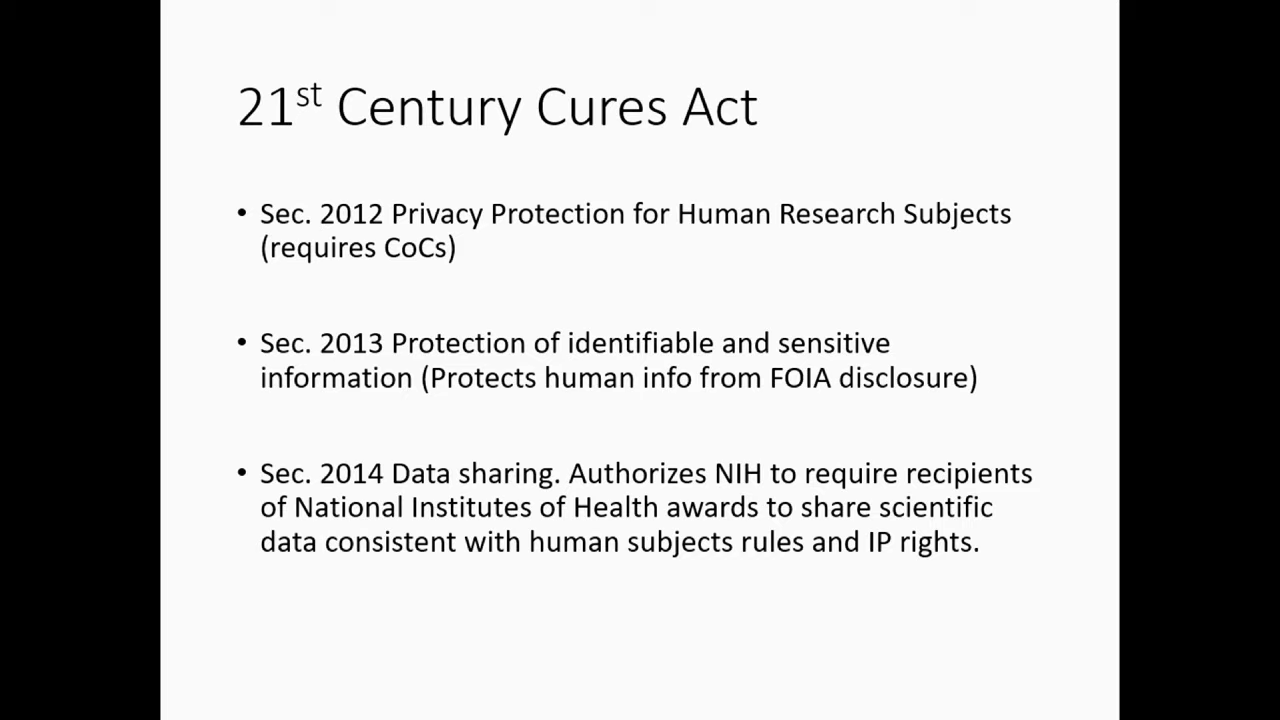 21st Century Cures Act
• Sec. 2012 Privacy Protection for Human Research Subjects
(requires CoCs)
• Sec. 2013 Protection of identifiable and sensitive
information (Protects human info from FOIA disclosure)
• Sec. 2014 Data sharing. Authorizes NIH to require recipients
of National Institutes of Health awards to share scientific
data consistent with human subjects rules and IP rights.